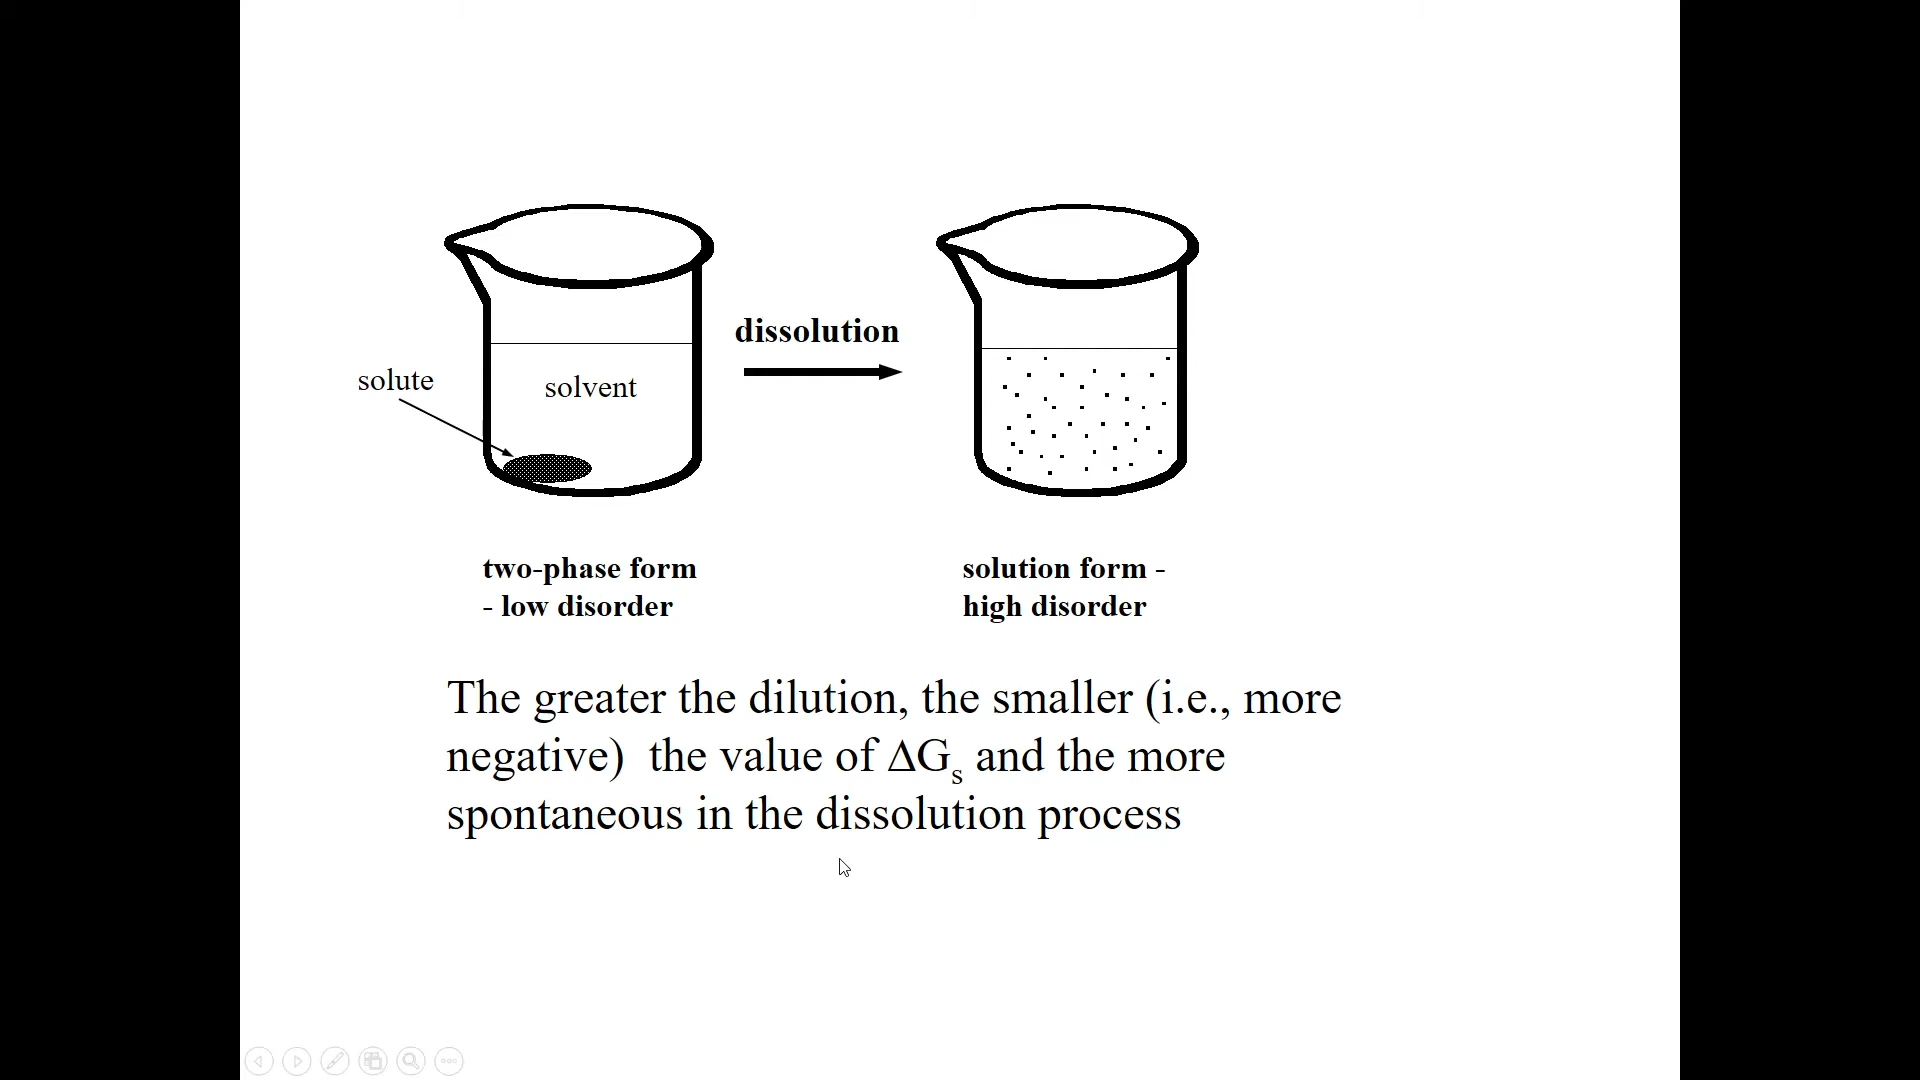 dissolution
solute
solvent
two-phase form
- low disorder
solution form -
high disorder
The greater the dilution, the smaller (i.e., more
negative)  the value of ΔGs and the more
spontaneous in the dissolution process